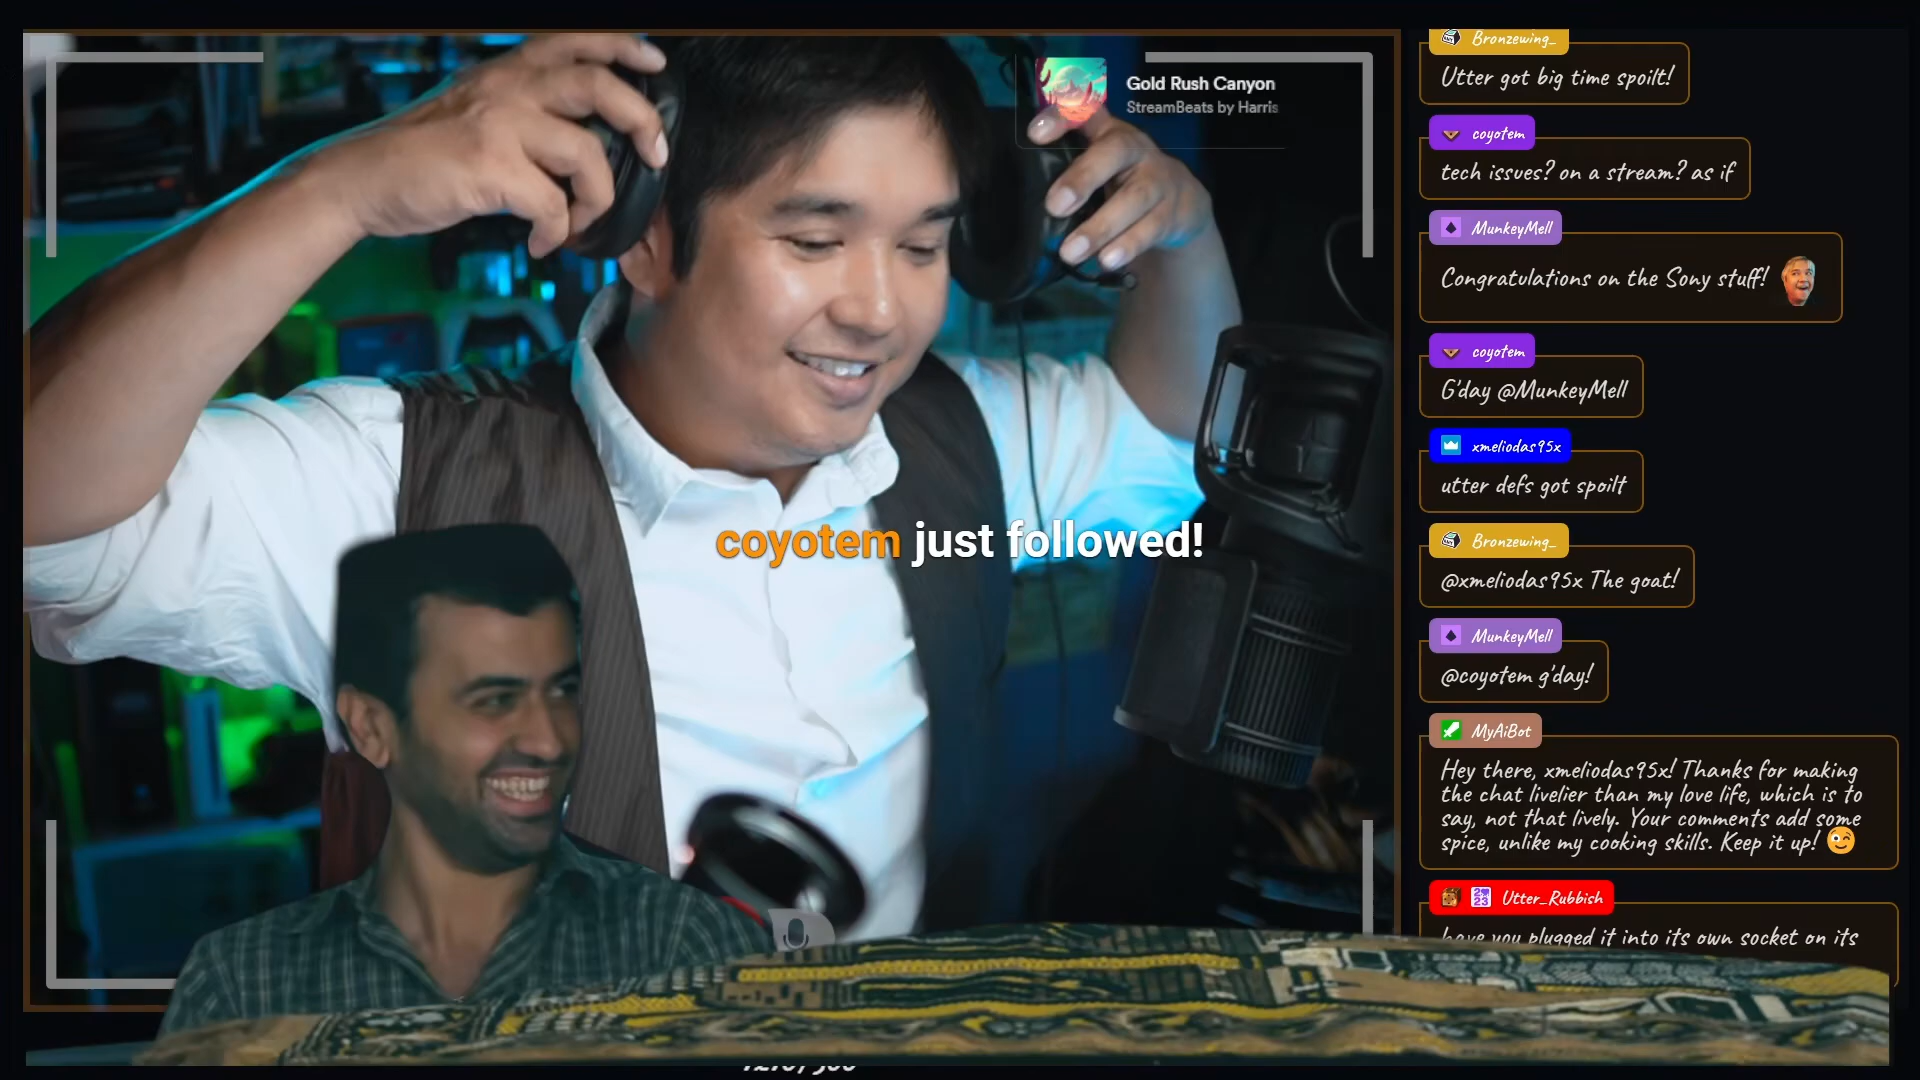 Gold Rush Canyon
StreamBeats by Harris
coyotem just followed!
Bronzewing_
Utter got big time spoilt!
coyotem
tech issues? on a stream? as if
MunkeyMell
Congratulations on the Sony stuff!
coyotem
G'day @MunkeyMell
xmeliodas95x
utter defs got spoilt
Bronzewing_
@xmeliodas95x The goat!
MunkeyMell
@coyotem g'day!
MyAiBot
Hey there, xmeliodas95x! Thanks for making
the chat livelier than my love life, which is to
say, not that lively. Your comments add some
spice, unlike my cooking skills. Keep it up!
Utter_Rubbish
have you plugged it into its own socket on its